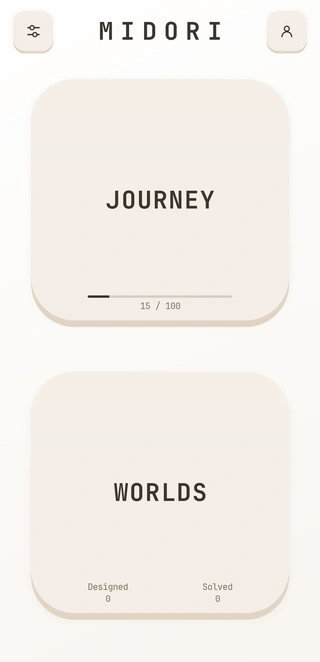 MIDORI
JOURNEY
15 / 100
WORLDS
Designed Solved
0 0